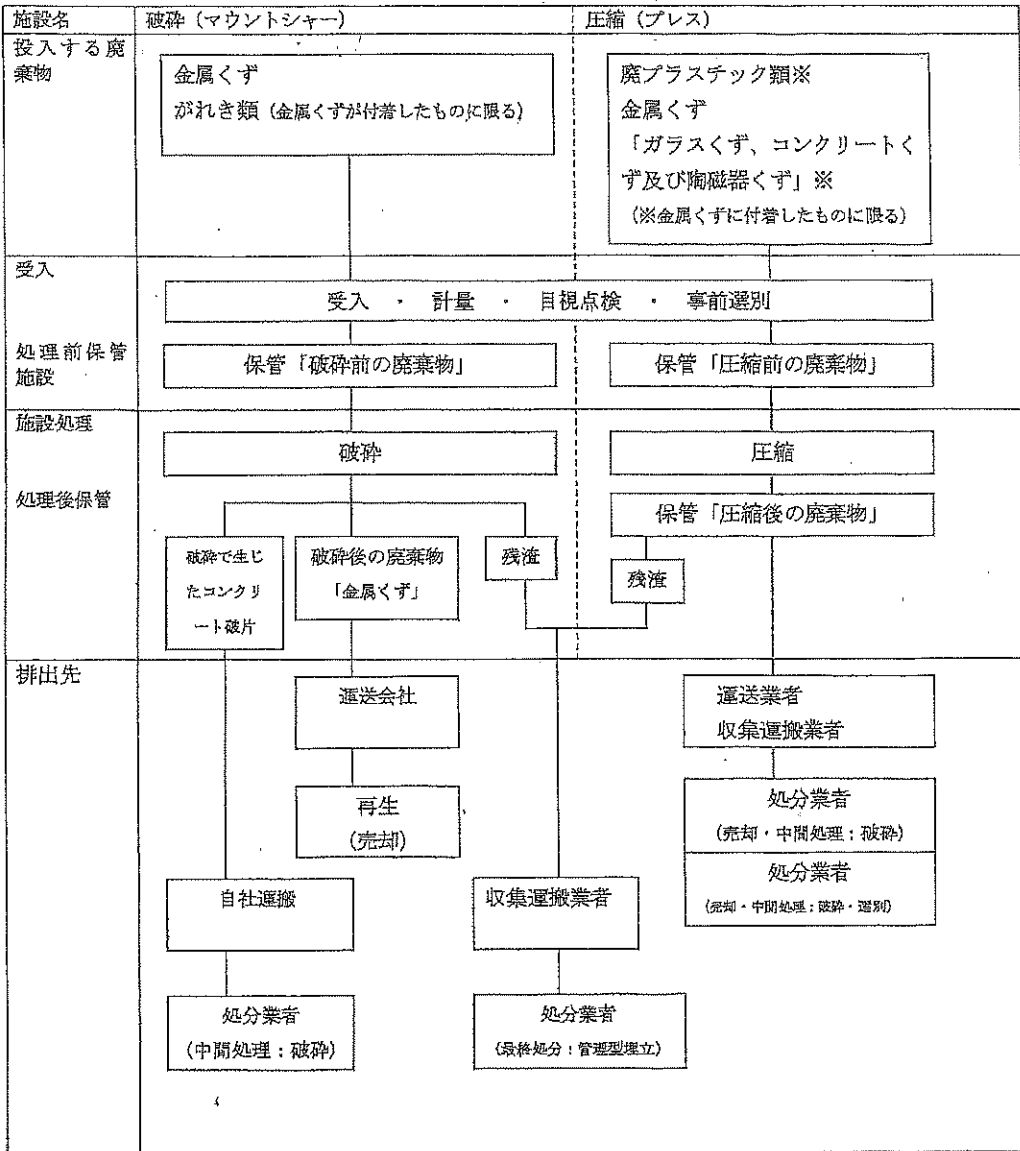 施設名
破砕（マウントシャー）
圧縮（プレス）
投入する廃
棄物
金属くず
がれき類（金属くずが付着したものに限る）
廃プラスチック類※
金属くず
「ガラスくず、コンクリートく
ず及び陶磁器くず」※
（※金属くずに付着したものに限る）
受入
受入 ・ 計量 ・ 目視点検 ・ 事前選別
処理前保管
施設
保管「破砕前の廃棄物」
保管「圧縮前の廃棄物」
施設処理
破砕
圧縮
処理後保管
保管「圧縮後の廃棄物」
破砕で生じ
たコンクリ
ート破片
破砕後の廃棄物
「金属くず」
残渣
残渣
排出先
運送会社
運送業者
収集運搬業者
再生
（売却）
処分業者
（売却・中間処理：破砕）
処分業者
（売却・中間処理：破砕・選別）
自社運搬
収集運搬業者
処分業者
（中間処理：破砕）
処分業者
（最終処分：管理型埋立）